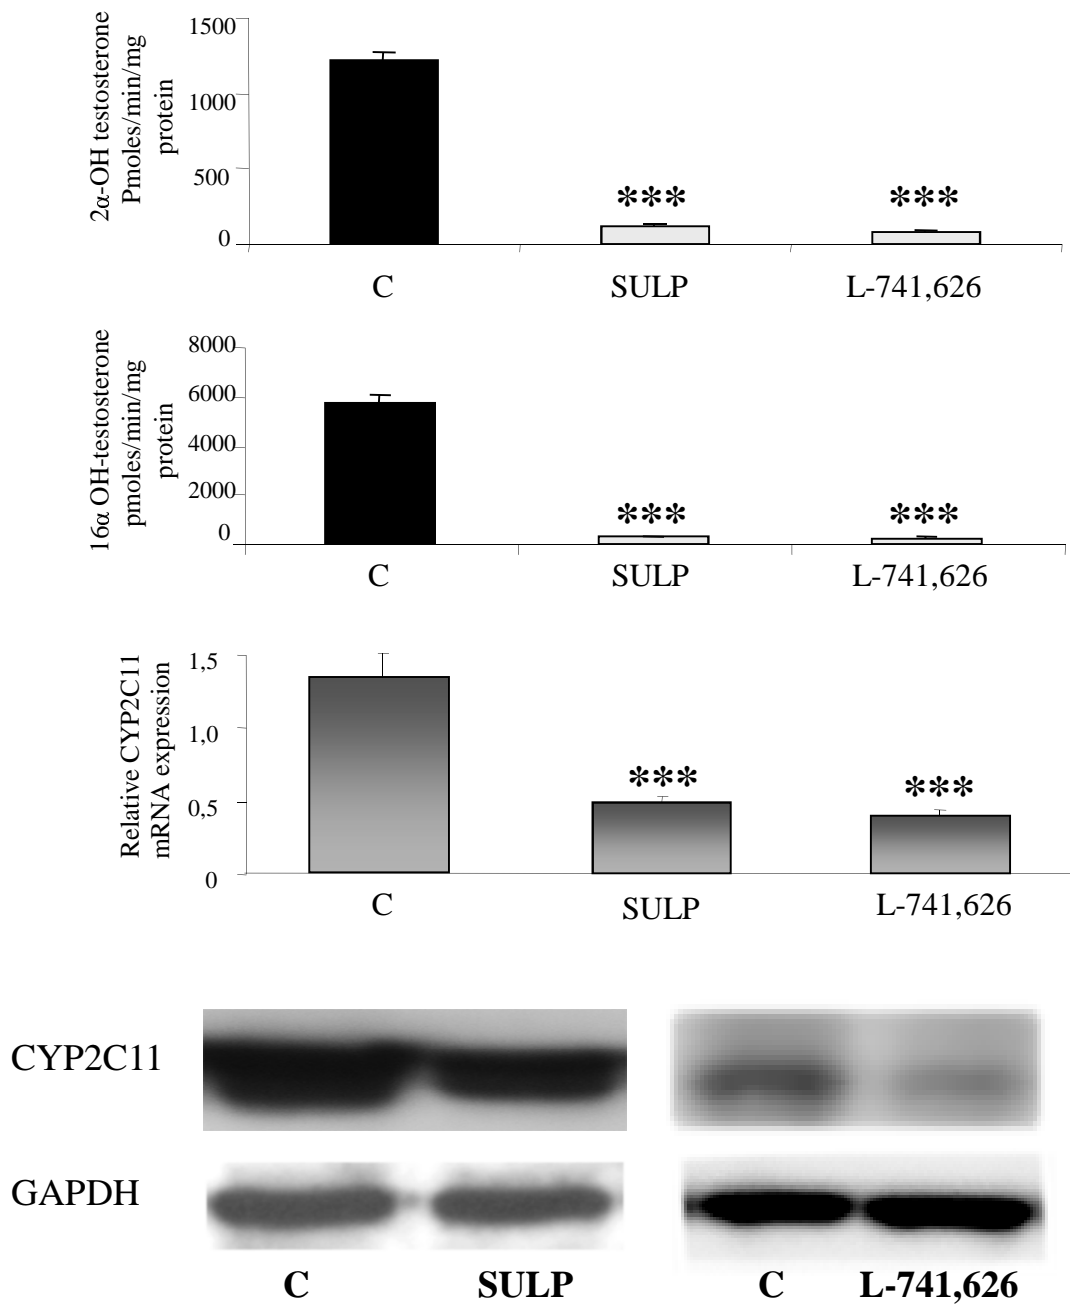 2α-OH testosterone
Pmoles/min/mg
protein
1500
1000
500
0
***
***
C
SULP
L-741,626
16α OH-testosterone
pmoles/min/mg
protein
8000
6000
4000
2000
0
***
***
C
SULP
L-741,626
Relative CYP2C11
mRNA expression
1,5
1,0
0,5
0
***
***
C
SULP
L-741,626
CYP2C11
GAPDH
C
SULP
C
L-741,626